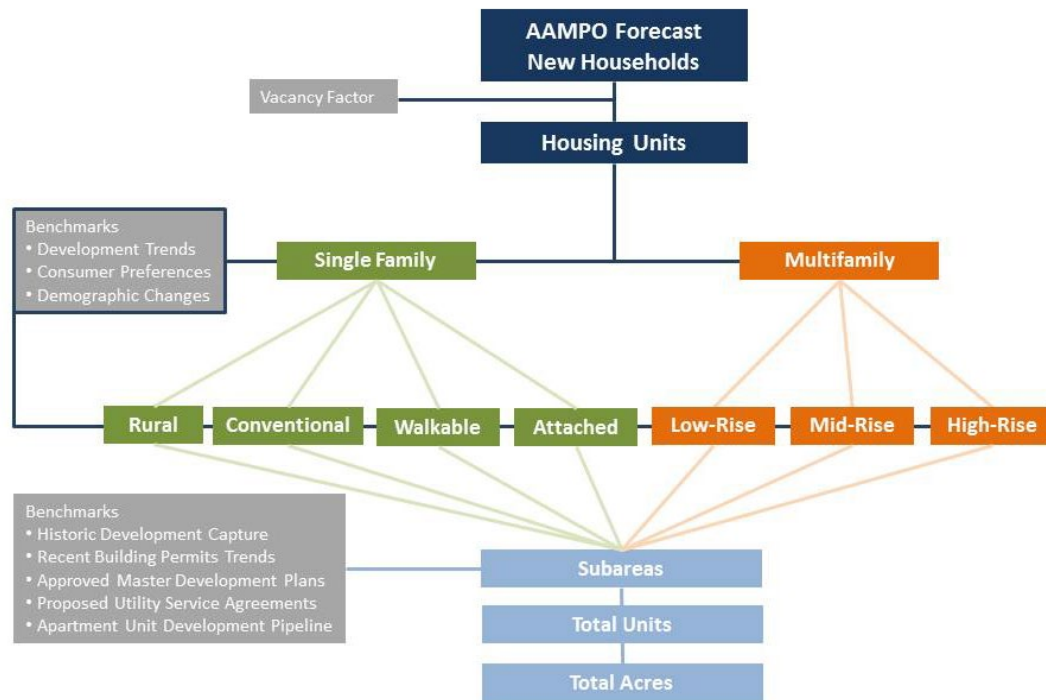 AAMPO Forecast
New Households
Vacancy Factor
Housing Units
Benchmarks
• Development Trends
• Consumer Preferences
• Demographic Changes
Single Family
Multifamily
Rural
Conventional
Walkable
Attached
Low-Rise
Mid-Rise
High-Rise
Benchmarks
• Historic Development Capture
• Recent Building Permits Trends
• Approved Master Development Plans
• Proposed Utility Service Agreements
• Apartment Unit Development Pipeline
Subareas
Total Units
Total Acres